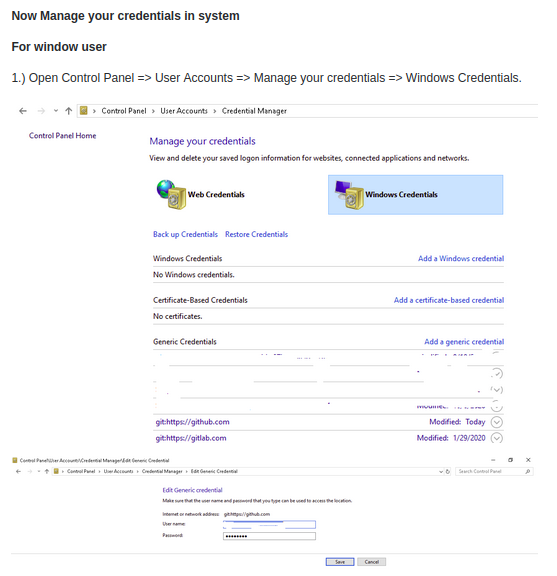 Now Manage your credentials in system
For window user
1.) Open Control Panel => User Accounts => Manage your credentials => Windows Credentials.
Control Panel > User Accounts > Credential Manager
Control Panel Home
Manage your credentials
View and delete your saved logon information for websites, connected applications and networks.
Web Credentials
Windows Credentials
Back up Credentials Restore Credentials
Windows Credentials Add a Windows credential
No Windows credentials.
Certificate-Based Credentials Add a certificate-based credential
No certificates.
Generic Credentials Add a generic credential
git:https://github.com Modified: Today
git:https://gitlab.com Modified: 1/29/2020
Control Panel\User Accounts\Credential Manager\Edit Generic Credential
Control Panel > User Accounts > Credential Manager > Edit Generic Credential Search Control Panel
Edit Generic credential
Make sure that the user name and password that you type can be used to access the location.
Internet or network address: git:https://github.com
User name:
Password:
Save Cancel